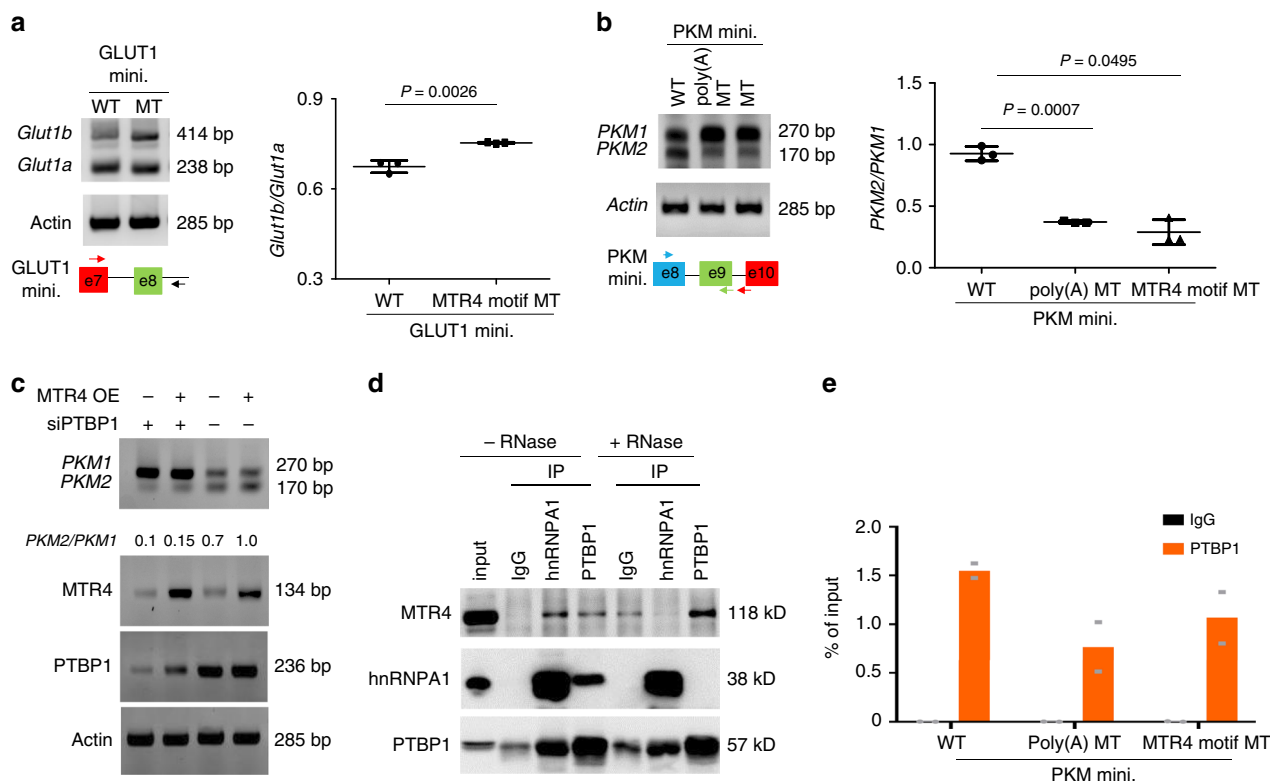 a
GLUT1
mini.
WT MT
Glut1b 414 bp
Glut1a 238 bp
Actin 285 bp
GLUT1
mini.
e7 e8
Glut1b/Glut1a
0.9
0.6
0.3
P = 0.0026
WT MTR4 motif MT
GLUT1 mini.
b
PKM mini.
WT
poly(A)
MT
MT
PKM1 270 bp
PKM2 170 bp
Actin 285 bp
PKM
mini.
e8 e9 e10
PKM2/PKM1
1.5
1.0
0.5
0.0
P = 0.0495
P = 0.0007
WT poly(A) MT MTR4 motif MT
PKM mini.
c
MTR4 OE – + – +
siPTBP1 + + – –
PKM1 270 bp
PKM2 170 bp
PKM2/PKM1 0.1 0.15 0.7 1.0
MTR4 134 bp
PTBP1 236 bp
Actin 285 bp
d
– RNase + RNase
IP IP
input IgG hnRNPA1 PTBP1 IgG hnRNPA1 PTBP1
MTR4 118 kD
hnRNPA1 38 kD
PTBP1 57 kD
e
% of input
2.0
1.5
1.0
0.5
0
IgG
PTBP1
WT Poly(A) MT MTR4 motif MT
PKM mini.